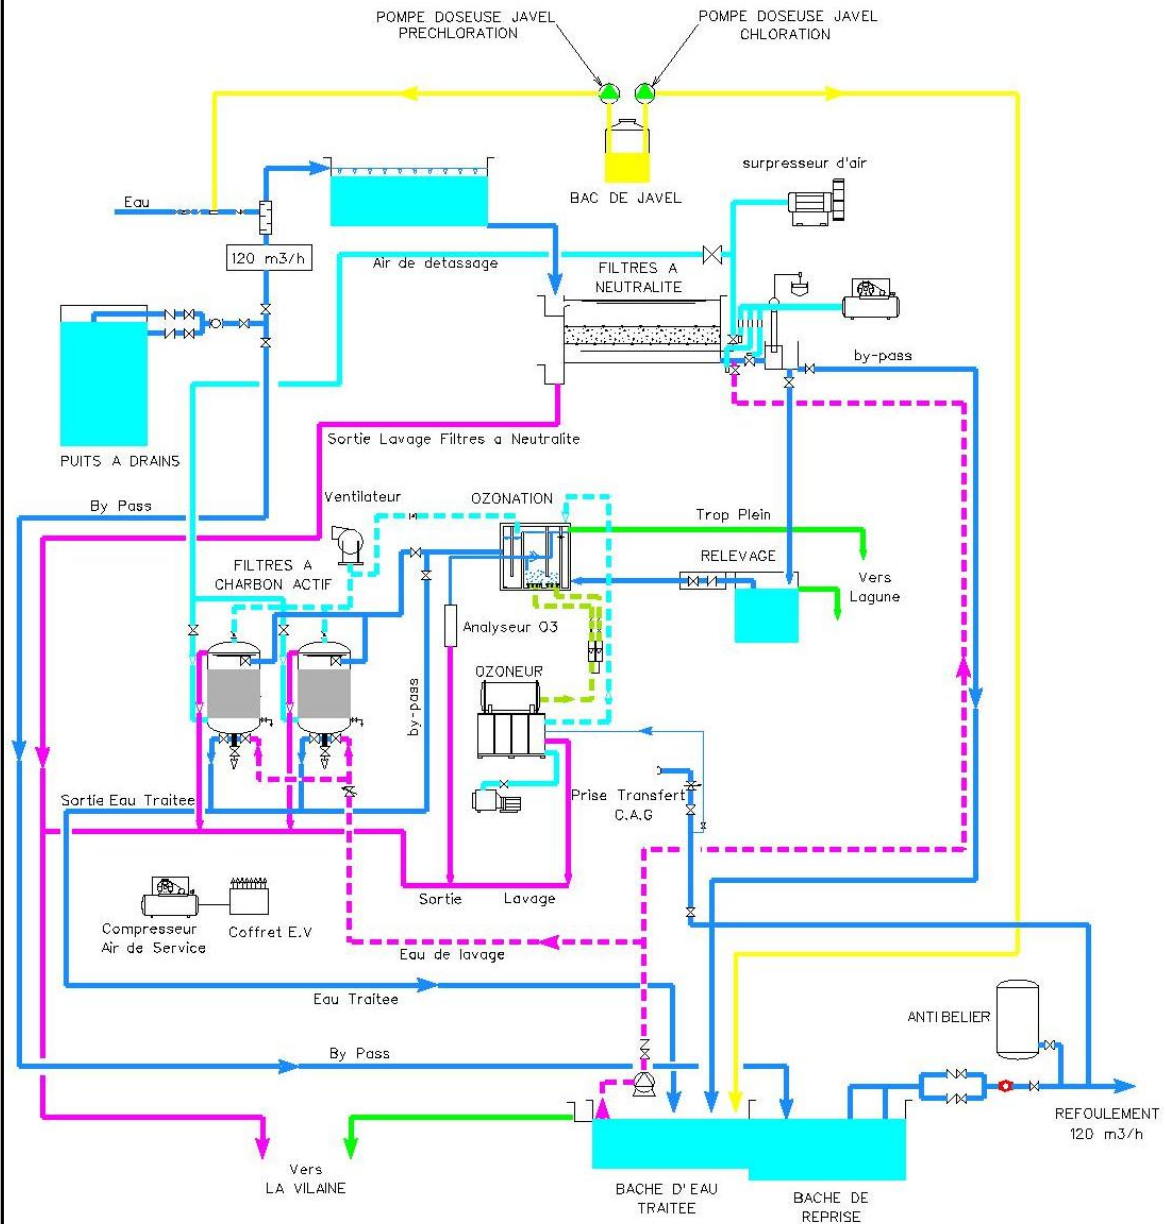 POMPE DOSEUSE JAVEL
PRECHLORATION
POMPE DOSEUSE JAVEL
CHLORATION
surpresseur d'air
BAC DE JAVEL
Eau
120 m3/h
Air de detassage
FILTRES A
NEUTRALITE
by-pass
Sortie Lavage Filtres a Neutralite
PUITS A DRAINS
By Pass
Ventilateur
OZONATION
Trop Plein
RELEVAGE
Vers
Lagune
FILTRES A
CHARBON ACTIF
Analyseur O3
OZONEUR
by-pass
Sortie Eau Traitee
Prise Transfert
C.A.G
Sortie
Lavage
Compresseur
Air de Service
Coffret E.V
Eau de lavage
Eau Traitee
ANTIBELIER
By Pass
REFOULEMENT
120 m3/h
Vers
LA VILAINE
BACHE D'EAU
TRAITEE
BACHE DE
REPRISE